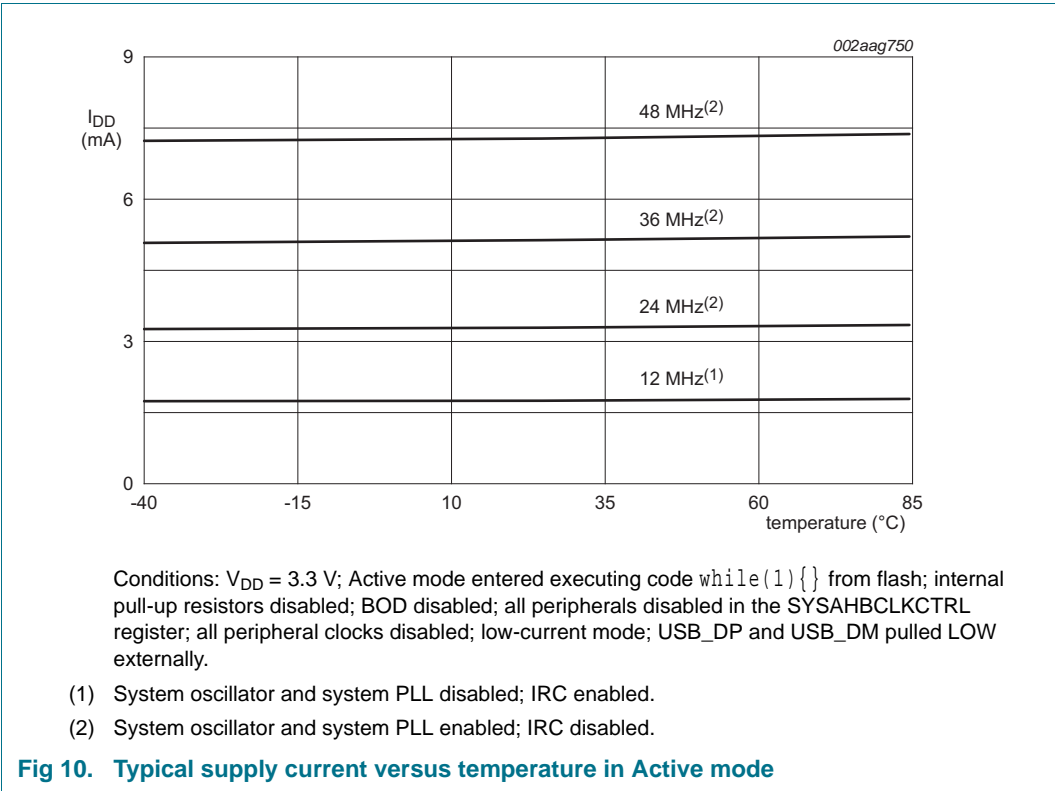 002aag750
9
I_DD
(mA)
48 MHz(2)
6
36 MHz(2)
24 MHz(2)
3
12 MHz(1)
0
-40 -15 10 35 60 85
temperature (°C)
Conditions: V_DD = 3.3 V; Active mode entered executing code while(1){} from flash; internal
pull-up resistors disabled; BOD disabled; all peripherals disabled in the SYSAHBCLKCTRL
register; all peripheral clocks disabled; low-current mode; USB_DP and USB_DM pulled LOW
externally.
(1) System oscillator and system PLL disabled; IRC enabled.
(2) System oscillator and system PLL enabled; IRC disabled.
Fig 10. Typical supply current versus temperature in Active mode